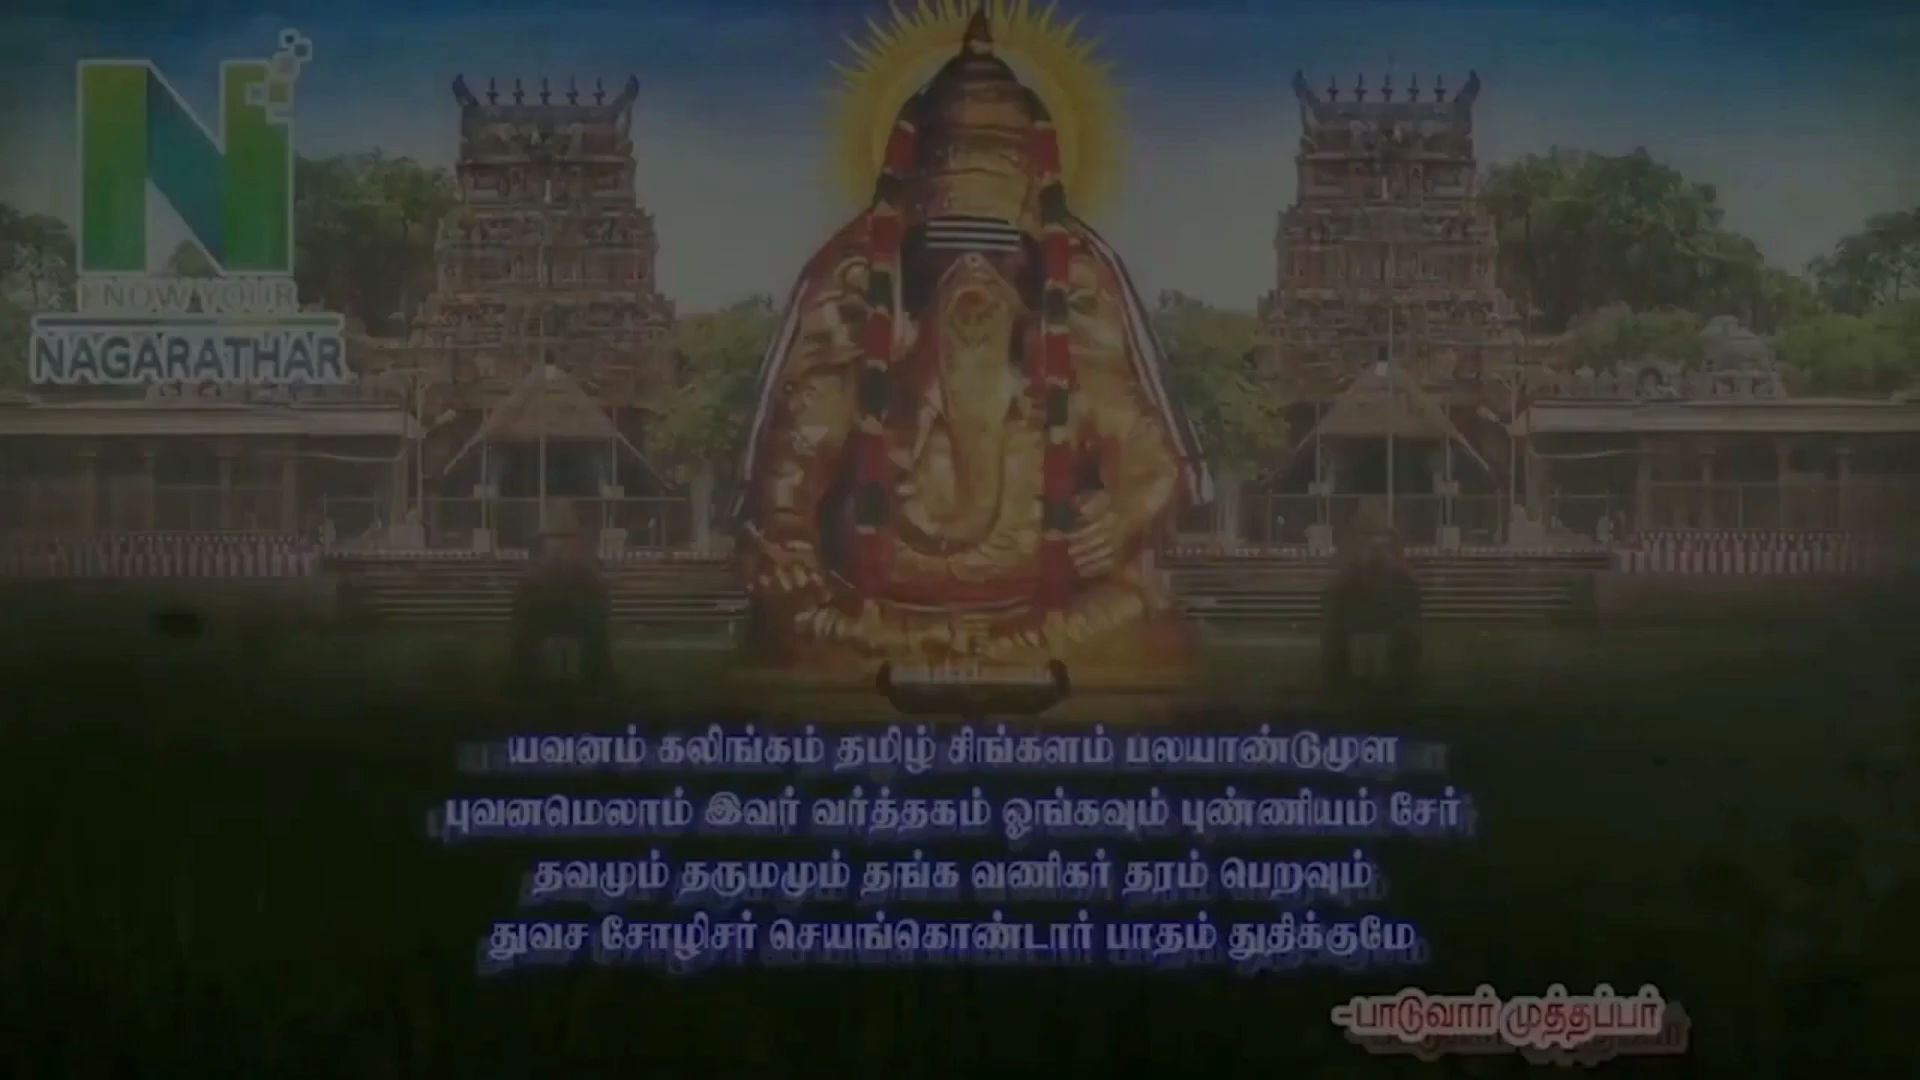 KNOW YOUR
NAGARATHAR
யவனம் கலிங்கம் தமிழ் சிங்களம் பலயாண்டுமுள
புவனமெலாம் இவர் வர்த்தகம் ஓங்கவும் புண்ணியம் சேர்
தவமும் தருமமும் தங்க வணிகர் தரம் பெறவும்
துவச சோழிசர் செயங்கொண்டார் பாதம் துதிக்குமே
-பாடுவார் முத்தப்பர்